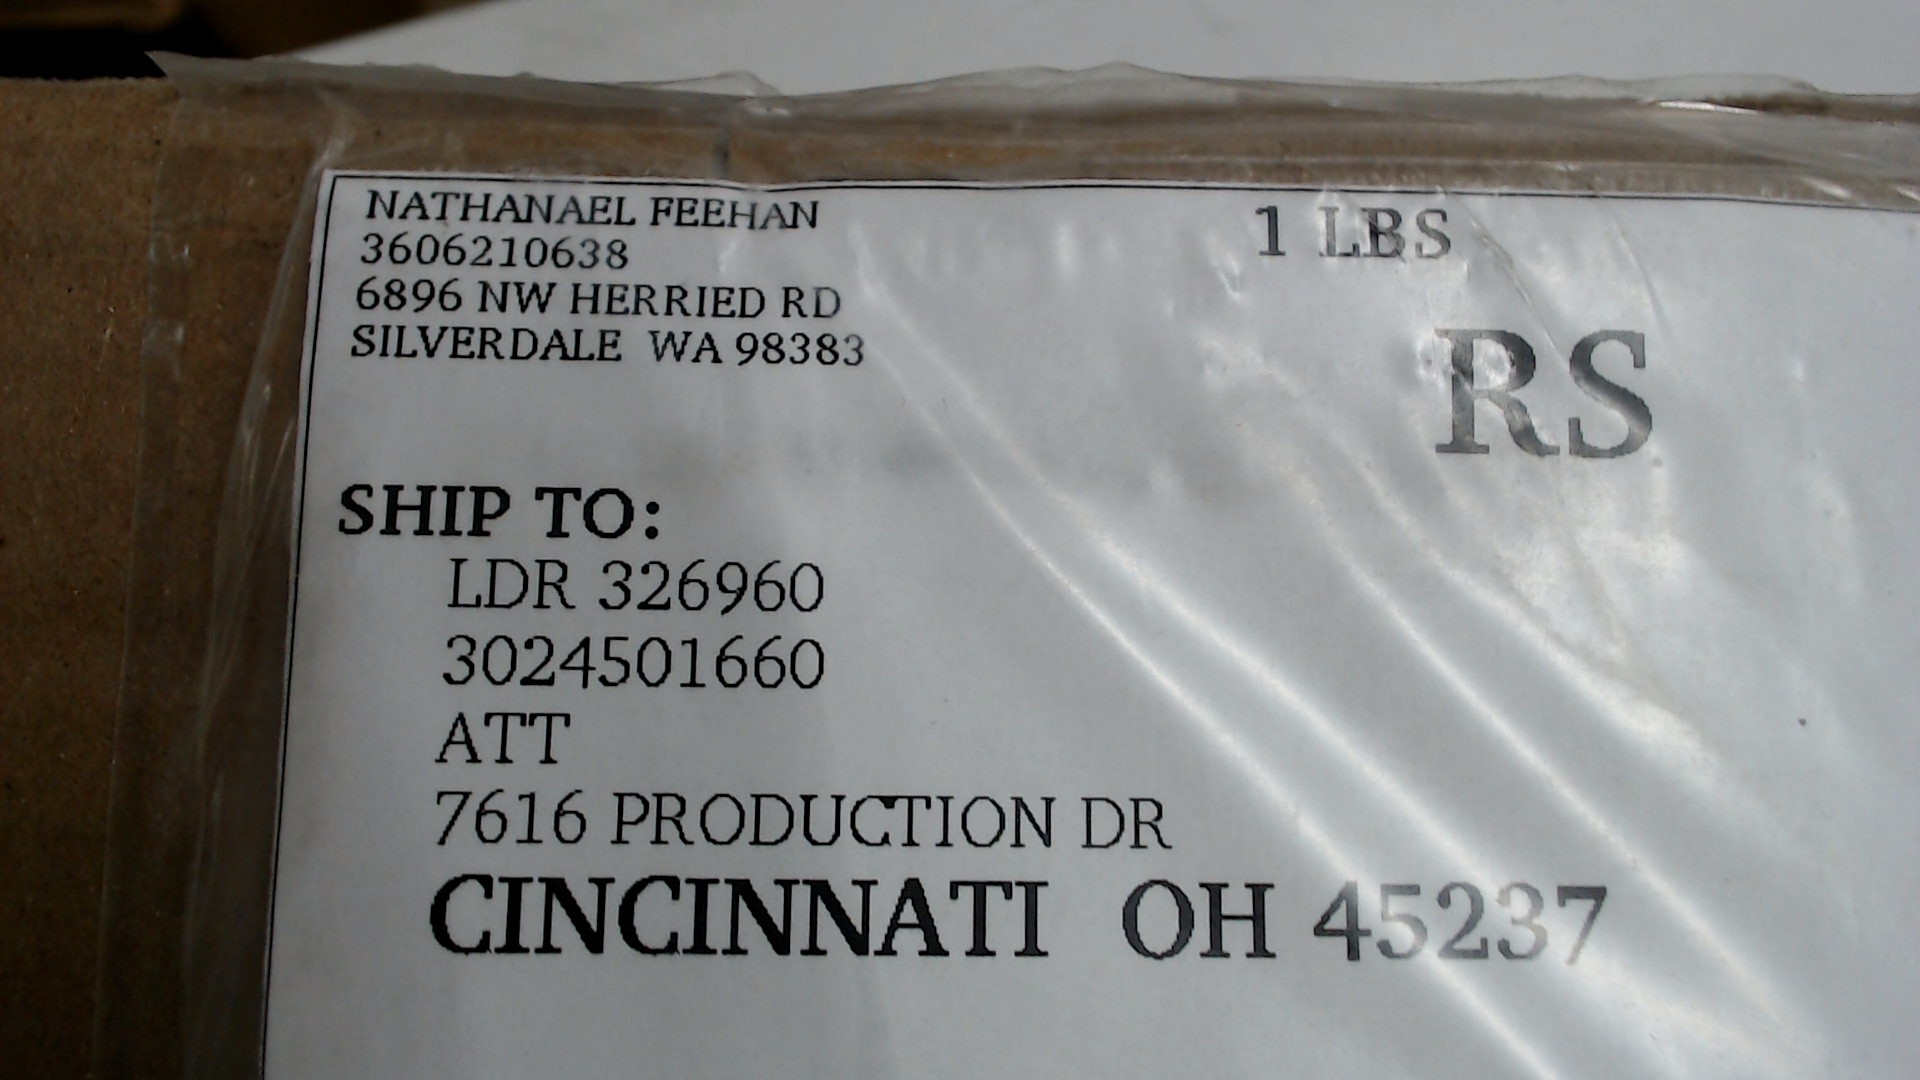 NATHANAEL FEEHAN
3606210638
6896 NW HERRIED RD
SILVERDALE WA 98383
1 LBS
RS
SHIP TO:
LDR 326960
3024501660
ATT
7616 PRODUCTION DR
CINCINNATI OH 45237